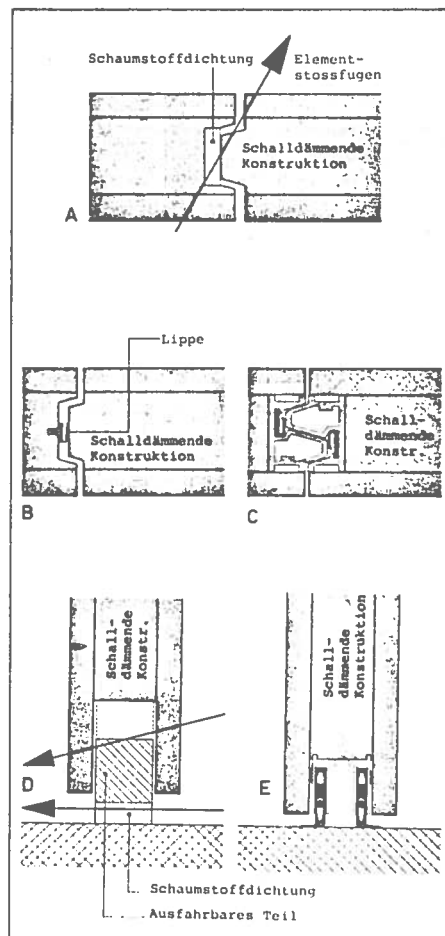 Schaumstoffdichtung
Element-
stossfugen
Schalldämmende
Konstruktion
A
Lippe
Schalldämmende
Konstruktion
B
Schall-
dämmende
Konstr.
C
Schall-
dämmende
Konstr.
D
Schall-
dämmende
Konstruktion
E
Schaumstoffdichtung
Ausfahrbares Teil